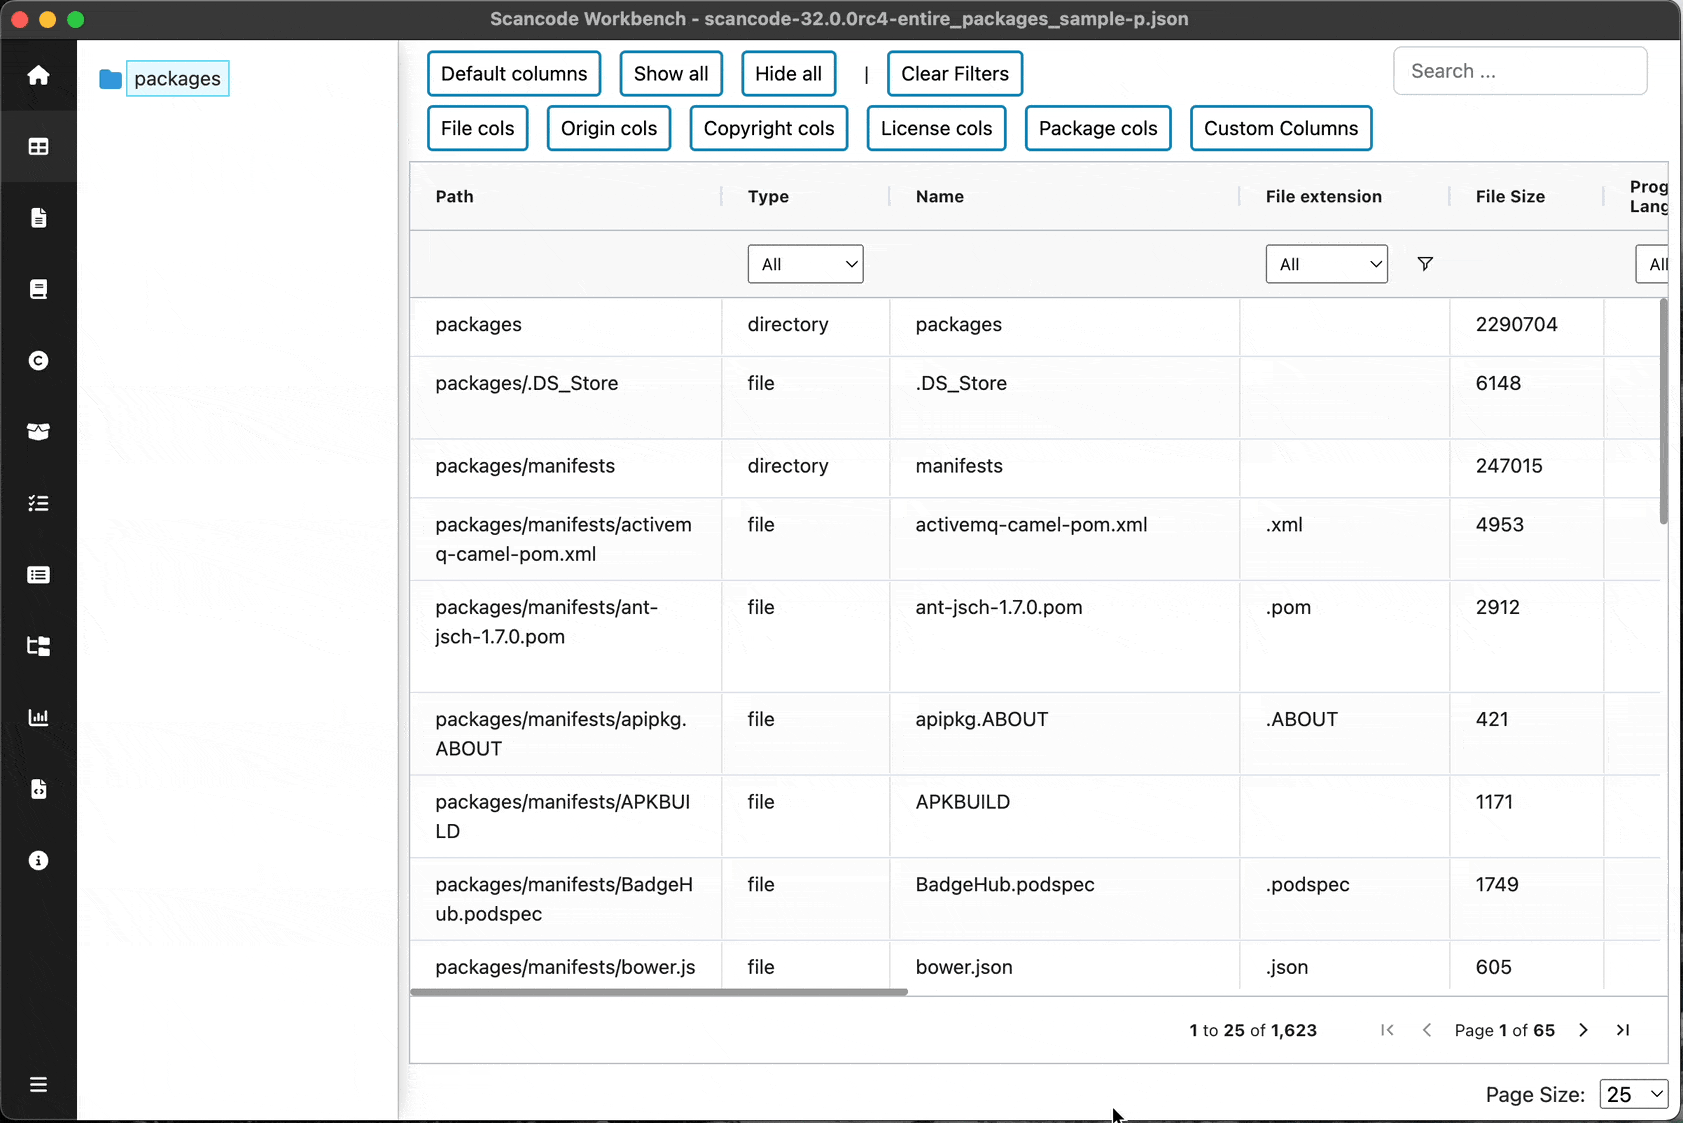 Scancode Workbench - scancode-32.0.0rc4-entire_packages_sample-p.json
packages
Default columns Show all Hide all | Clear Filters
Search ...
File cols Origin cols Copyright cols License cols Package cols Custom Columns
Path Type Name File extension File Size Prog
Lang
All All All
packages directory packages 2290704
packages/.DS_Store file .DS_Store 6148
packages/manifests directory manifests 247015
packages/manifests/activem file activemq-camel-pom.xml .xml 4953
q-camel-pom.xml
packages/manifests/ant- file ant-jsch-1.7.0.pom .pom 2912
jsch-1.7.0.pom
packages/manifests/apipkg. file apipkg.ABOUT .ABOUT 421
ABOUT
packages/manifests/APKBUI file APKBUILD 1171
LD
packages/manifests/BadgeH file BadgeHub.podspec .podspec 1749
ub.podspec
packages/manifests/bower.js file bower.json .json 605
1 to 25 of 1,623 Page 1 of 65
Page Size: 25